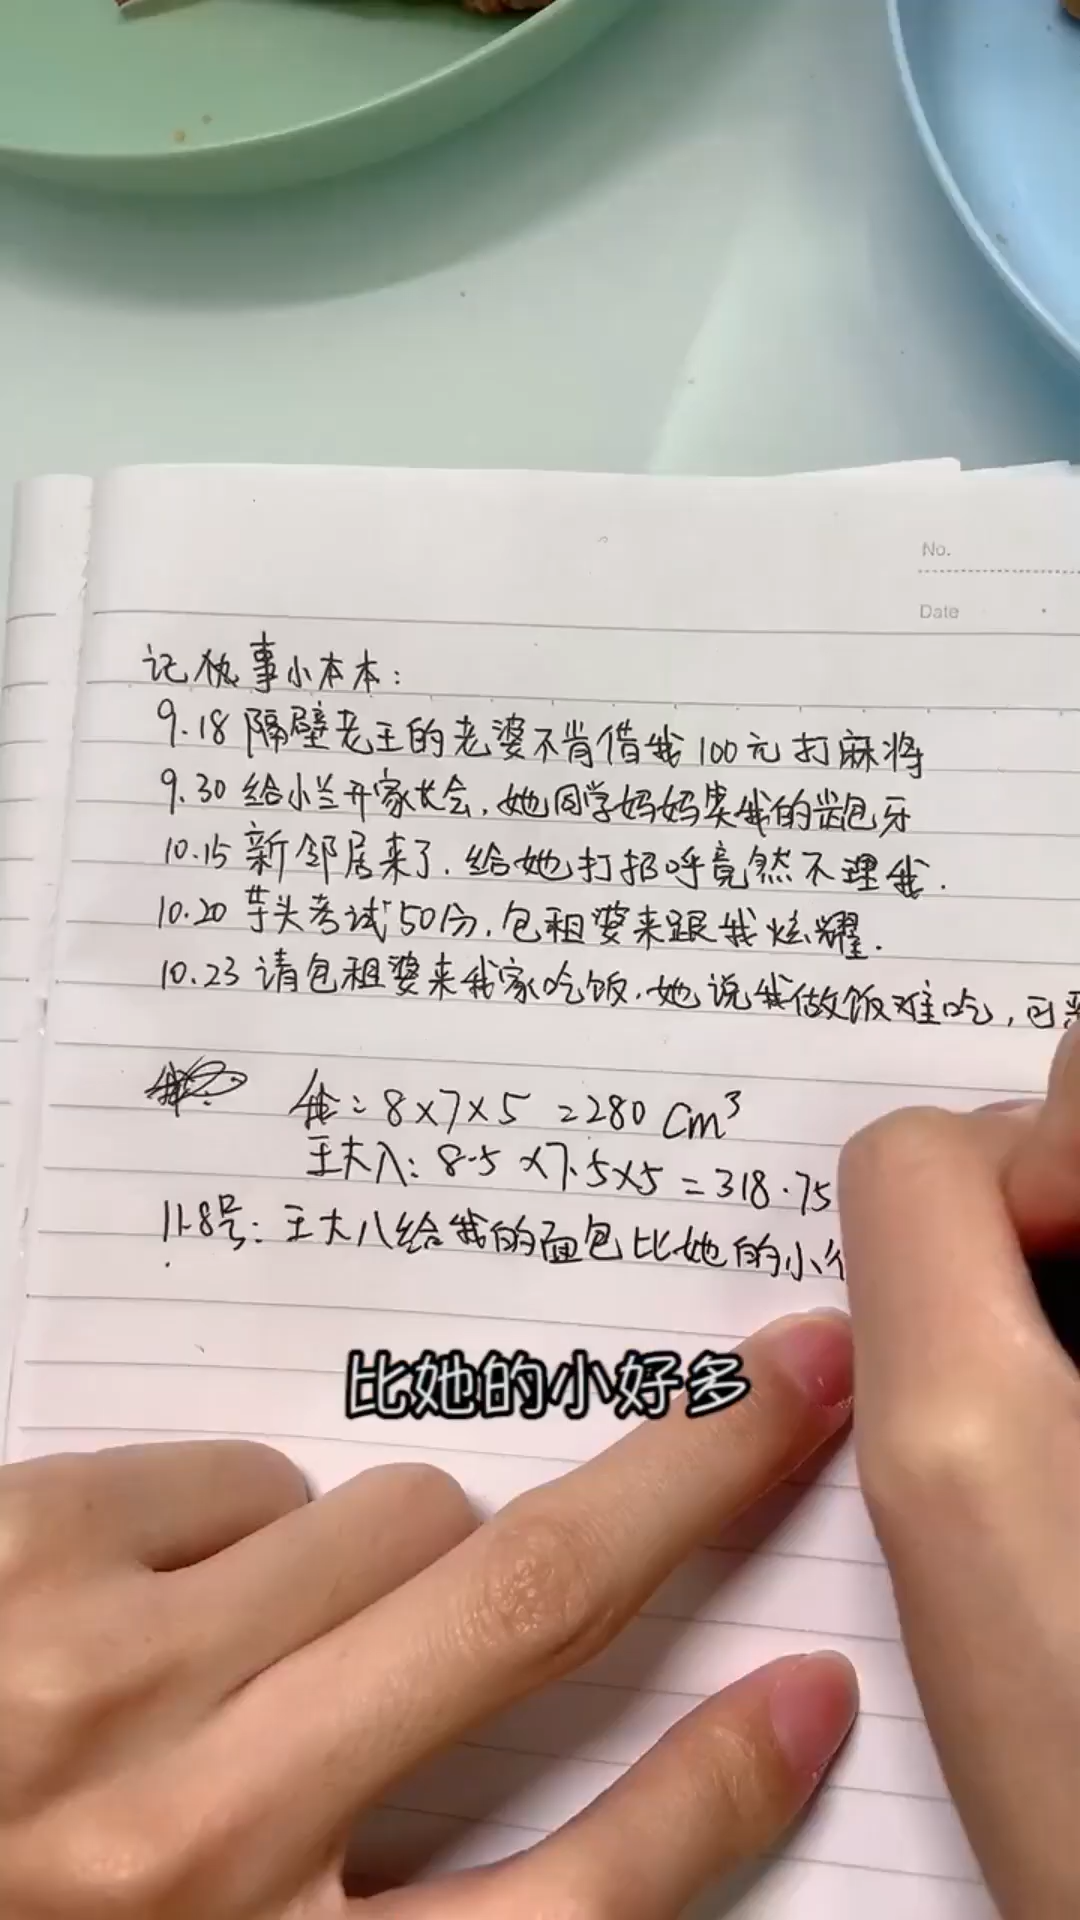 No.
Date
记仇事小本本:
9.18 隔壁老王的老婆不肯借我100元打麻将
9.30 给小兰开家长会,她同学妈妈笑我的龅牙
10.15 新邻居来了,给她打招呼竟然不理我.
10.20 芋头考试50分,包租婆来跟我炫耀.
10.23 请包租婆来我家吃饭,她说我做饭难吃,可恶
我: 8×7×5 =280 cm³
王大八: 8.5 ×7.5×5 =318.75
11.8号: 王大八给我的面包比她的小
比她的小好多